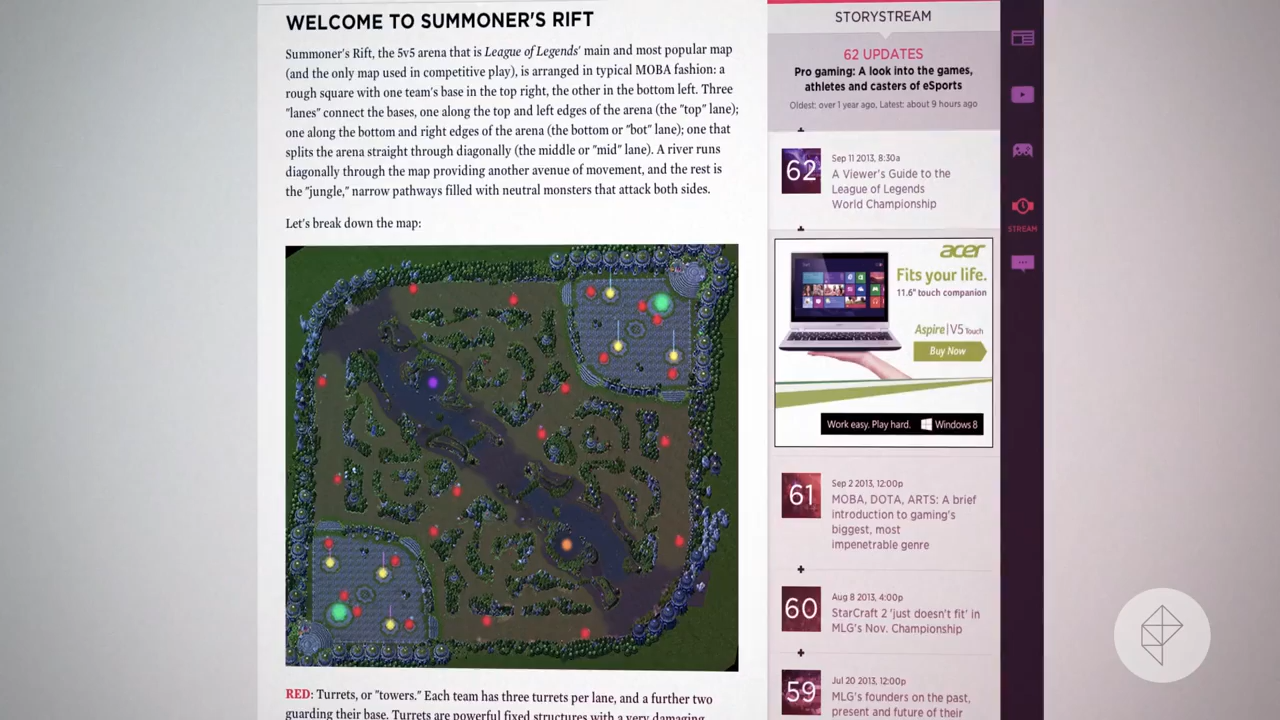 WELCOME TO SUMMONER'S RIFT
Summoner's Rift, the 5v5 arena that is League of Legends' main and most popular map
(and the only map used in competitive play), is arranged in typical MOBA fashion: a
rough square with one team's base in the top right, the other in the bottom left. Three
"lanes" connect the bases, one along the top and left edges of the arena (the "top" lane);
one along the bottom and right edges of the arena (the bottom or "bot" lane); one that
splits the arena straight through diagonally (the middle or "mid" lane). A river runs
diagonally through the map providing another avenue of movement, and the rest is
the "jungle," narrow pathways filled with neutral monsters that attack both sides.
Let's break down the map:
RED: Turrets, or "towers." Each team has three turrets per lane, and a further two
guarding their base. Turrets are powerful fixed structures with a very damaging
STORYSTREAM
62 UPDATES
Pro gaming: A look into the games,
athletes and casters of eSports
Oldest: over 1 year ago, Latest: about 9 hours ago
62
Sep 11 2013, 8:30a
A Viewer's Guide to the
League of Legends
World Championship
acer
Fits your life.
11.6" touch companion
Aspire | V5 Touch
Buy Now
Work easy. Play hard.
Windows 8
61
Sep 2 2013, 12:00p
MOBA, DOTA, ARTS: A brief
introduction to gaming's
biggest, most
impenetrable genre
60
Aug 8 2013, 4:00p
StarCraft 2 'just doesn't fit' in
MLG's Nov. Championship
59
Jul 20 2013, 12:00p
MLG's founders on the past,
present and future of their
STREAM